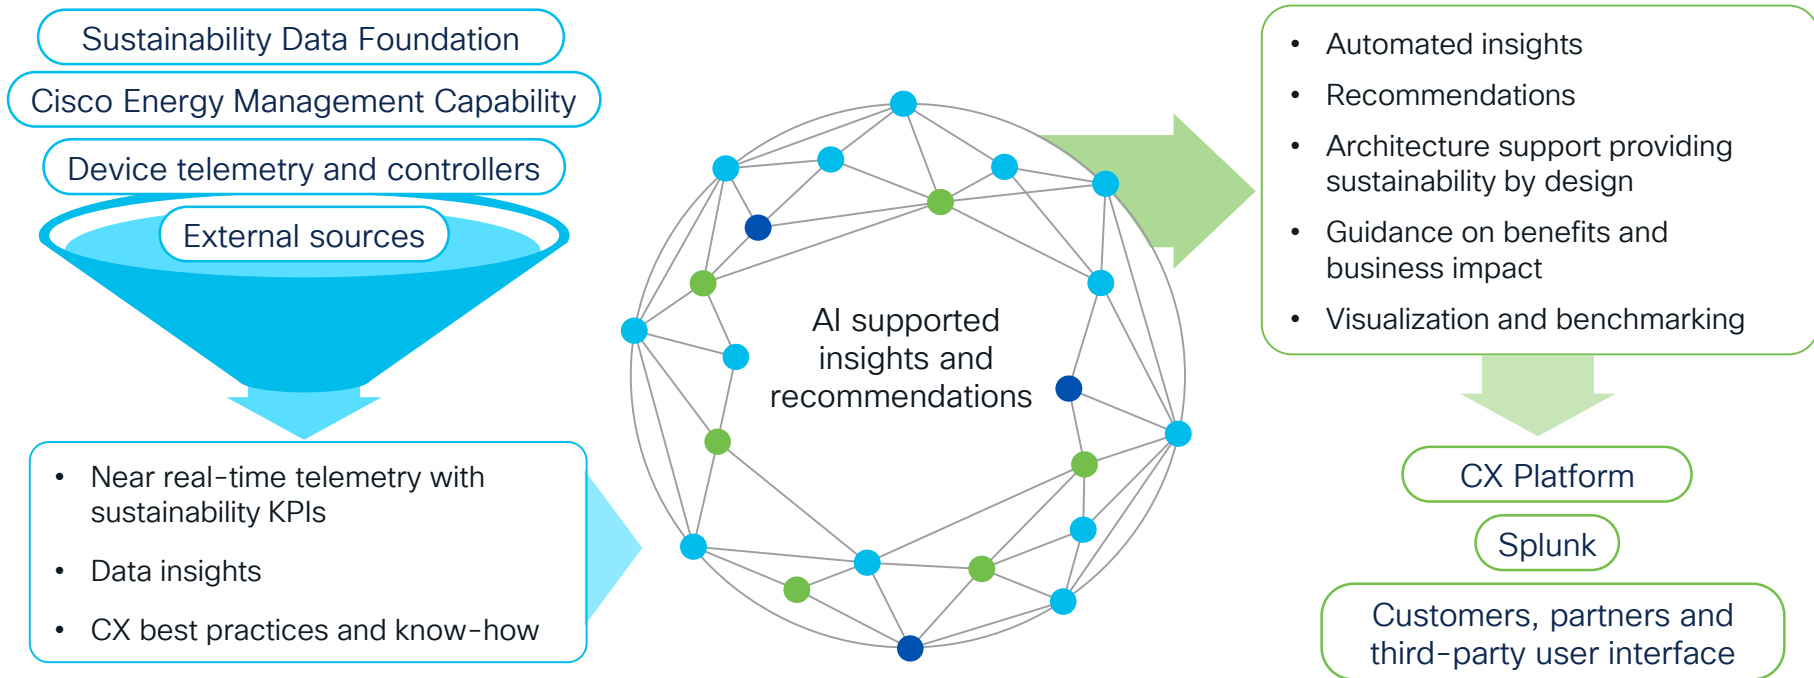 Sustainability Data Foundation
Cisco Energy Management Capability
Device telemetry and controllers
External sources
• Near real-time telemetry with
sustainability KPIs
• Data insights
• CX best practices and know-how
AI supported
insights and
recommendations
• Automated insights
• Recommendations
• Architecture support providing
sustainability by design
• Guidance on benefits and
business impact
• Visualization and benchmarking
CX Platform
Splunk
Customers, partners and
third-party user interface